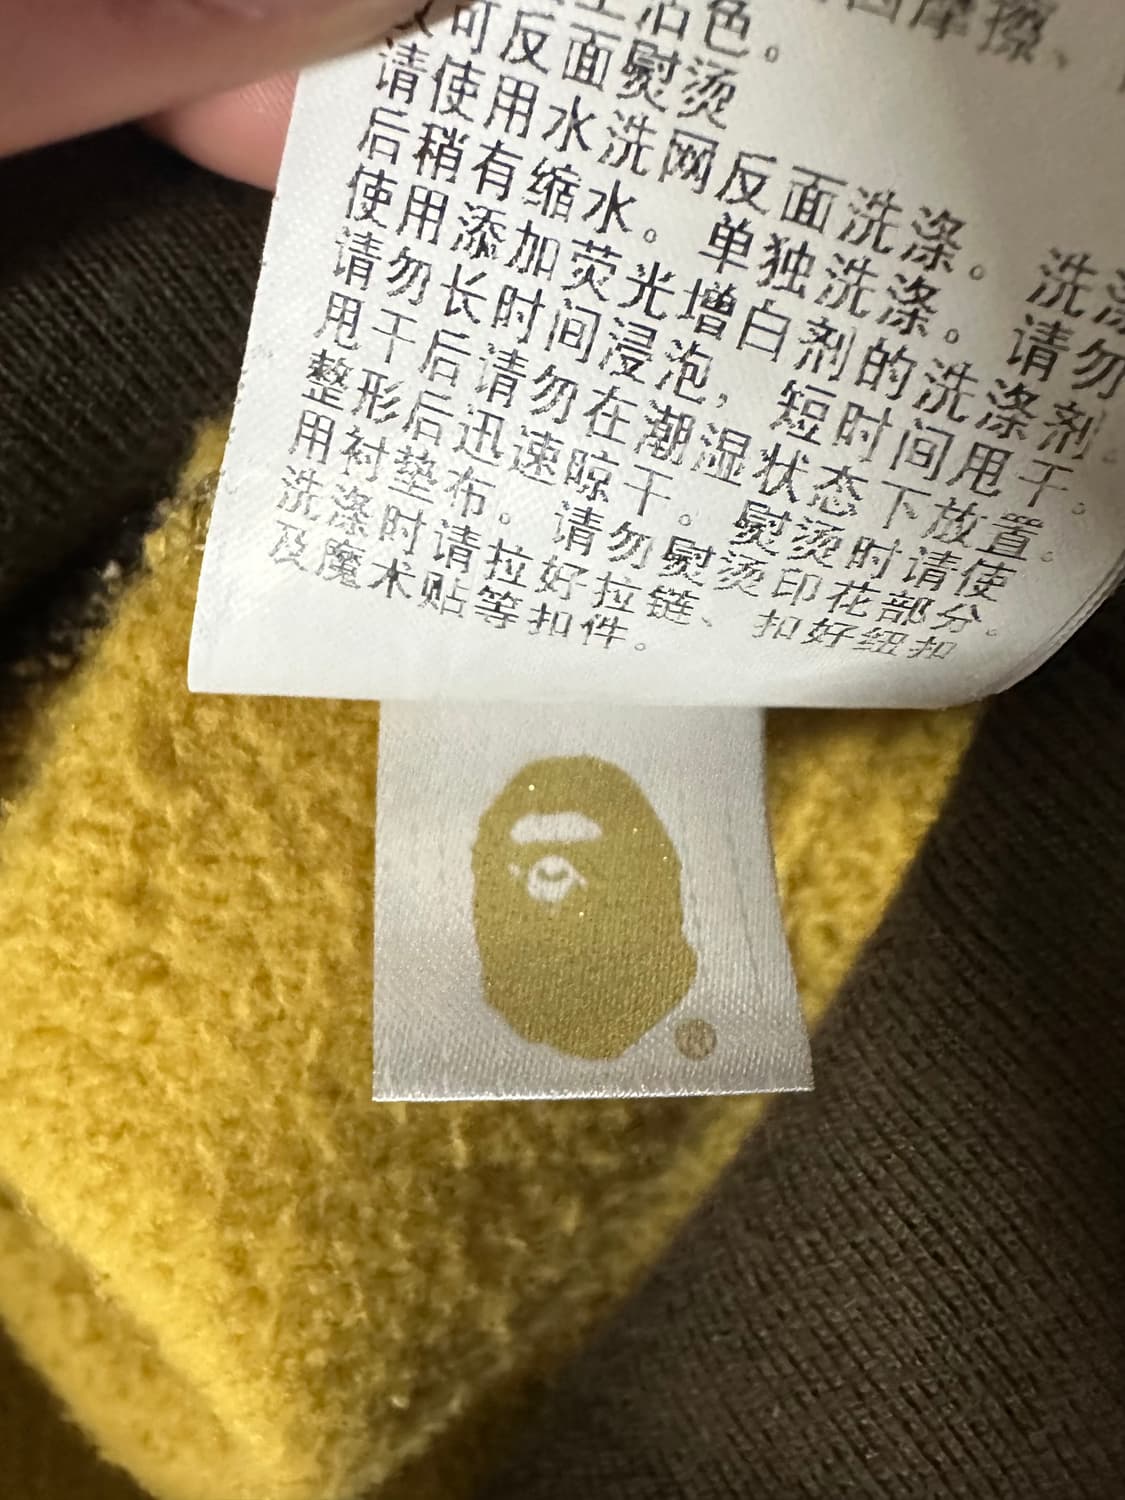 摩擦、
沾色。
可反面熨烫
请使用水洗网反面洗涤。 洗涤
后稍有缩水。 单独洗涤。 请勿
使用添加荧光增白剂的洗涤剂。
请勿长时间浸泡, 短时间甩干。
甩干后请勿在潮湿状态下放置。
整形后迅速晾干。 熨烫时请使
用衬垫布。 请勿熨烫印花部分。
洗涤时请拉好拉链、 扣好纽扣
及魔术贴等扣件。
®